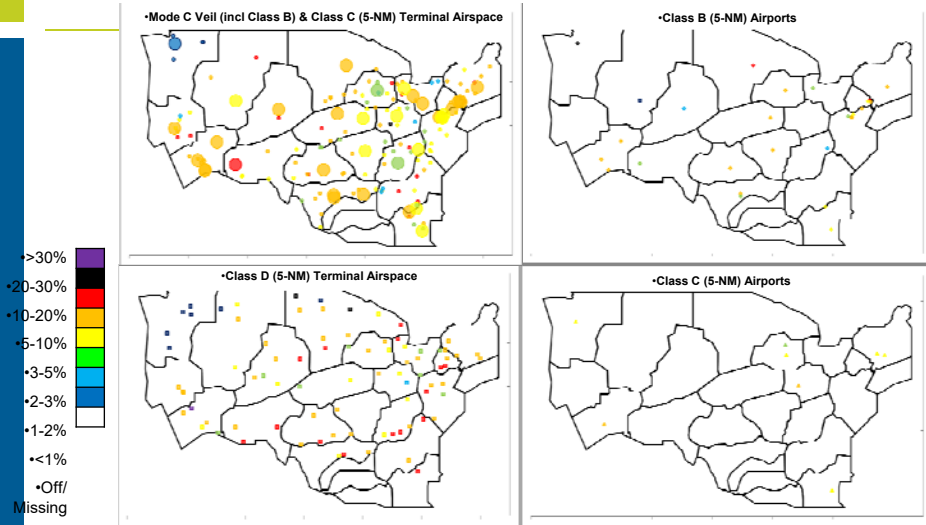 •Mode C Veil (incl Class B) & Class C (5-NM) Terminal Airspace
•Class B (5-NM) Airports
•Class D (5-NM) Terminal Airspace
•Class C (5-NM) Airports
•>30%
•20-30%
•10-20%
•5-10%
•3-5%
•2-3%
•1-2%
•<1%
•Off/
Missing